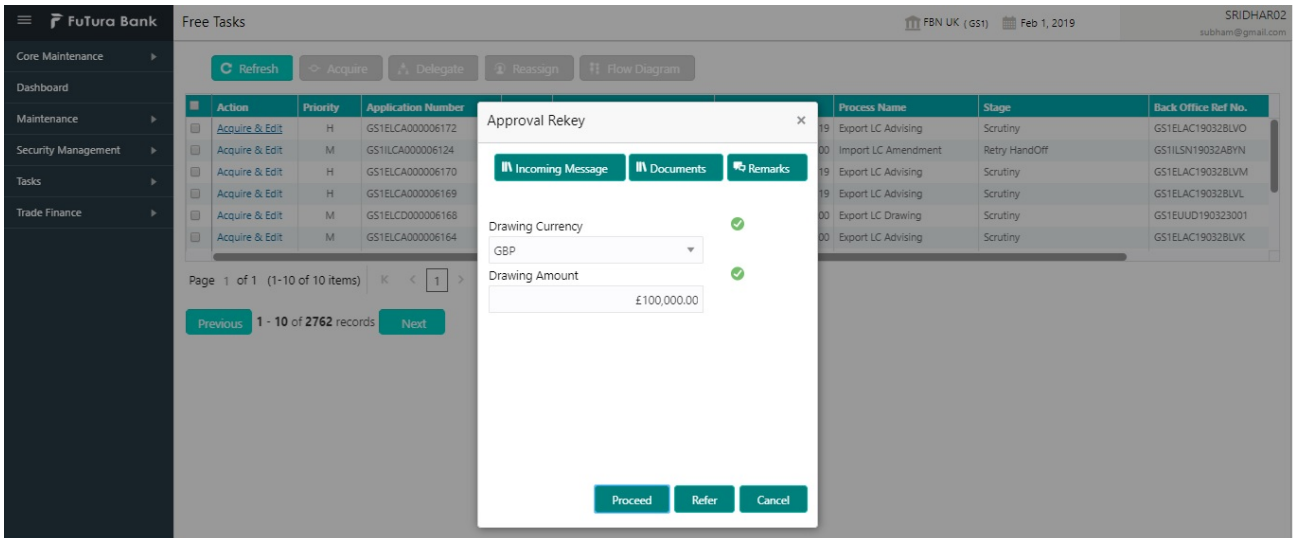 FuTura Bank
Free Tasks
FBN UK (GS1)
Feb 1, 2019
SRIDHAR02
subham@gmail.com
Core Maintenance
Dashboard
Maintenance
Security Management
Tasks
Trade Finance
Refresh
Acquire
Delegate
Reassign
Flow Diagram
Action Priority Application Number Process Name Stage Back Office Ref No.
Acquire & Edit H GS1ELCA000006172 19 Export LC Advising Scrutiny GS1ELAC19032BLVO
Acquire & Edit M GS1ILCA000006124 00 Import LC Amendment Retry HandOff GS1ILSN19032ABYN
Acquire & Edit H GS1ELCA000006170 19 Export LC Advising Scrutiny GS1ELAC19032BLVM
Acquire & Edit H GS1ELCA000006169 19 Export LC Advising Scrutiny GS1ELAC19032BLVL
Acquire & Edit M GS1ELCD000006168 00 Export LC Drawing Scrutiny GS1EUUD190323001
Acquire & Edit M GS1ELCA000006164 00 Export LC Advising Scrutiny GS1ELAC19032BLVK
Page 1 of 1 (1-10 of 10 items) K < 1 >
Previous 1 - 10 of 2762 records Next
Approval Rekey ×
Incoming Message
Documents
Remarks
Drawing Currency
GBP
Drawing Amount
£100,000.00
Proceed
Refer
Cancel